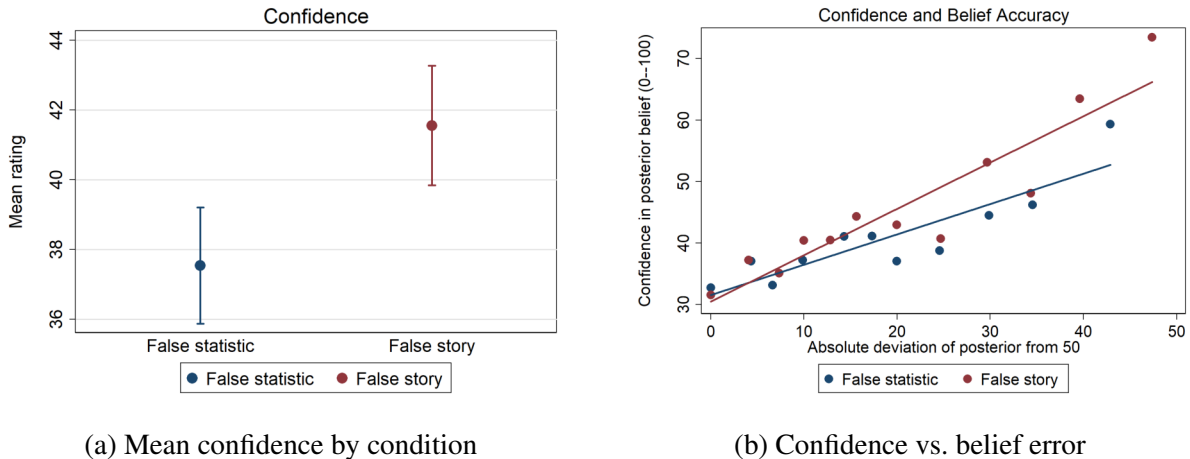 Confidence
Mean rating
44
42
40
38
36
False statistic
False story
False statistic
False story
(a) Mean confidence by condition
Confidence and Belief Accuracy
Confidence in posterior belief (0--100)
70
60
50
40
30
0
10
20
30
40
50
Absolute deviation of posterior from 50
False statistic
False story
(b) Confidence vs. belief error